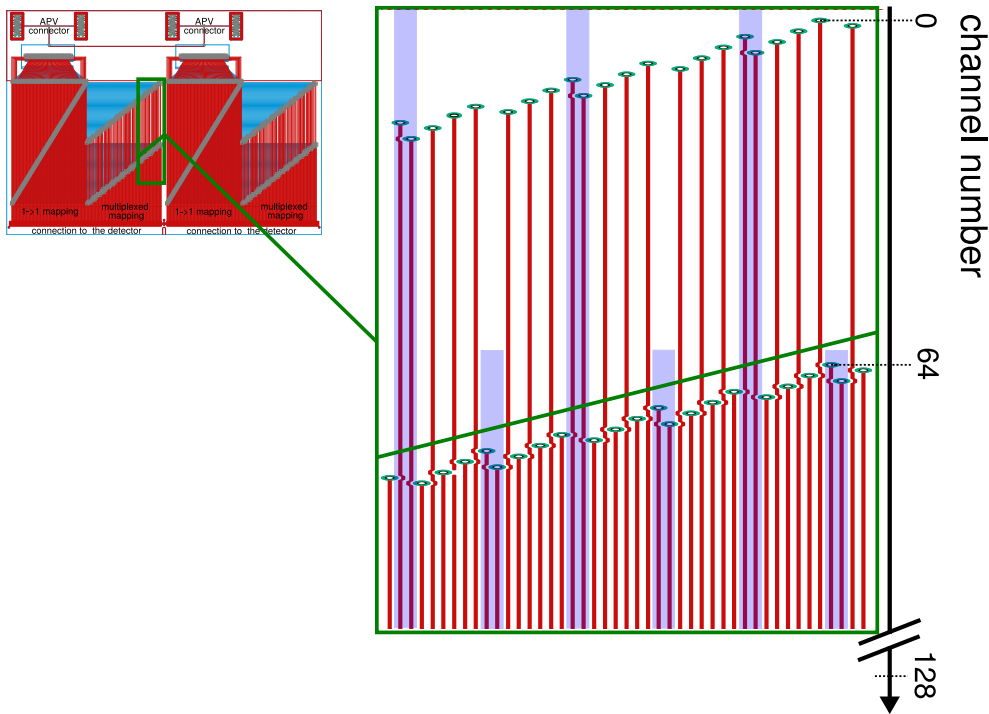 APV
connector
APV
connector
1->1 mapping
multiplexed
mapping
1->1 mapping
multiplexed
mapping
connection to the detector
connection to the detector
0
64
128
channel number